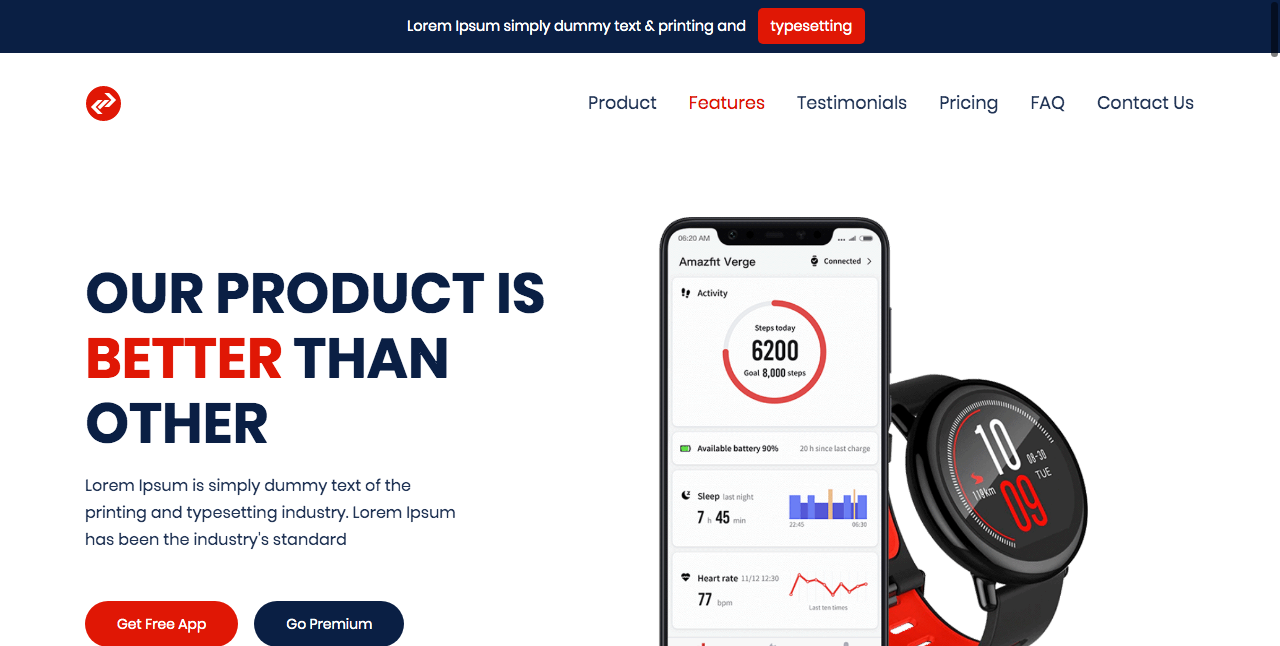 Lorem Ipsum simply dummy text & printing and typesetting
Product Features Testimonials Pricing FAQ Contact Us
OUR PRODUCT IS
BETTER THAN
OTHER
Lorem Ipsum is simply dummy text of the
printing and typesetting industry. Lorem Ipsum
has been the industry's standard
Get Free App Go Premium
06:20 AM
Amazfit Verge Connected
Activity
Steps today
6200
Goal 8,000 steps
Available battery 90% 20 h since last charge
Sleep last night
7 h 45 min
22:45 06:30
Heart rate 11/12 12:30
77 bpm
Last ten times
10
08-30
TUE
09